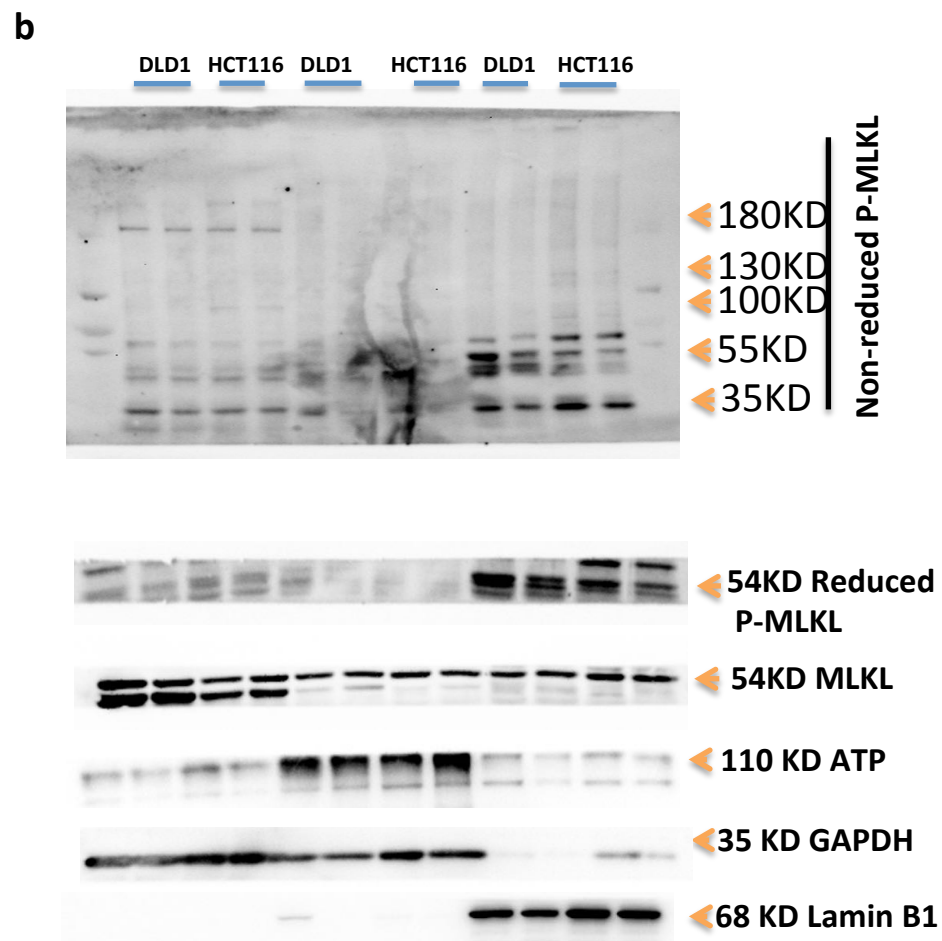 b
DLD1 HCT116 DLD1 HCT116 DLD1 HCT116
180KD
130KD
100KD
55KD
35KD
Non-reduced P-MLKL
54KD Reduced
P-MLKL
54KD MLKL
110 KD ATP
35 KD GAPDH
68 KD Lamin B1